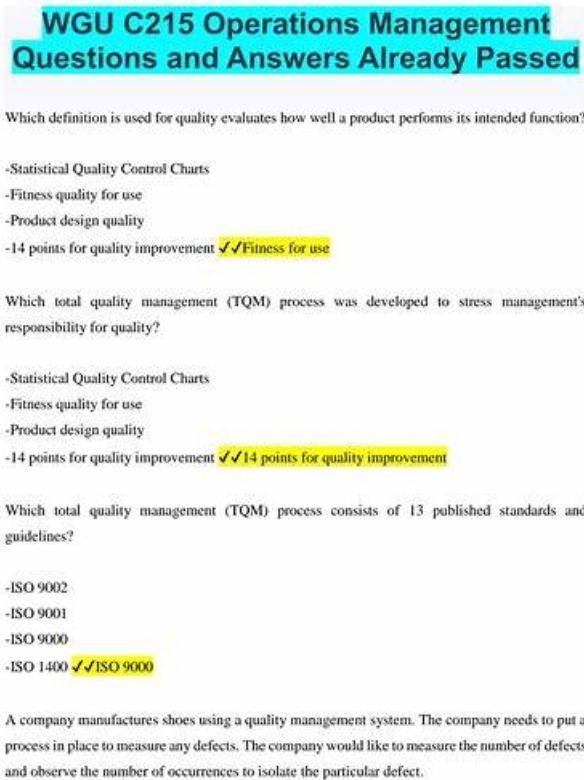 WGU C215 Operations Management
Questions and Answers Already Passed
Which definition is used for quality evaluates how well a product performs its intended function?
-Statistical Quality Control Charts
-Fitness quality for use
-Product design quality
-14 points for quality improvement ✓✓Fitness for use
Which total quality management (TQM) process was developed to stress management's
responsibility for quality?
-Statistical Quality Control Charts
-Fitness quality for use
-Product design quality
-14 points for quality improvement ✓✓14 points for quality improvement
Which total quality management (TQM) process consists of 13 published standards and
guidelines?
-ISO 9002
-ISO 9001
-ISO 9000
-ISO 1400 ✓✓ISO 9000
A company manufactures shoes using a quality management system. The company needs to put a
process in place to measure any defects. The company would like to measure the number of defects
and observe the number of occurrences to isolate the particular defect.